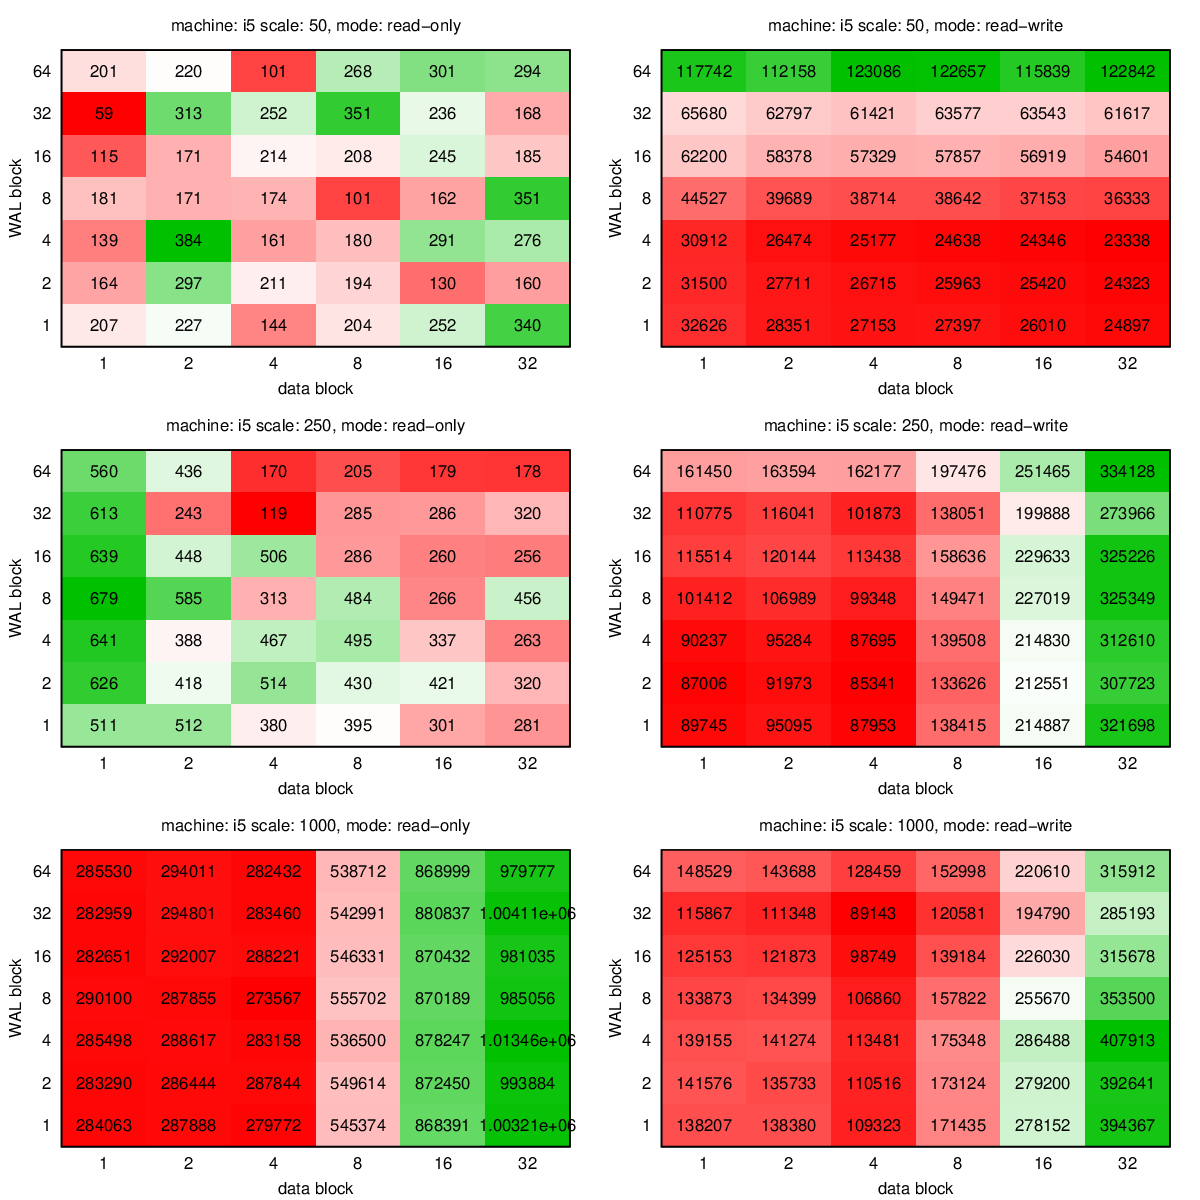 machine: i5 scale: 50, mode: read−only
64 201 220 101 268 301 294
32 59 313 252 351 236 168
16 115 171 214 208 245 185
8 181 171 174 101 162 351
4 139 384 161 180 291 276
2 164 297 211 194 130 160
1 207 227 144 204 252 340
1 2 4 8 16 32
data block
WAL block
machine: i5 scale: 50, mode: read−write
64 117742 112158 123086 122657 115839 122842
32 65680 62797 61421 63577 63543 61617
16 62200 58378 57329 57857 56919 54601
8 44527 39689 38714 38642 37153 36333
4 30912 26474 25177 24638 24346 23338
2 31500 27711 26715 25963 25420 24323
1 32626 28351 27153 27397 26010 24897
1 2 4 8 16 32
data block
WAL block
machine: i5 scale: 250, mode: read−only
64 560 436 170 205 179 178
32 613 243 119 285 286 320
16 639 448 506 286 260 256
8 679 585 313 484 266 456
4 641 388 467 495 337 263
2 626 418 514 430 421 320
1 511 512 380 395 301 281
1 2 4 8 16 32
data block
WAL block
machine: i5 scale: 250, mode: read−write
64 161450 163594 162177 197476 251465 334128
32 110775 116041 101873 138051 199888 273966
16 115514 120144 113438 158636 229633 325226
8 101412 106989 99348 149471 227019 325349
4 90237 95284 87695 139508 214830 312610
2 87006 91973 85341 133626 212551 307723
1 89745 95095 87953 138415 214887 321698
1 2 4 8 16 32
data block
WAL block
machine: i5 scale: 1000, mode: read−only
64 285530 294011 282432 538712 868999 979777
32 282959 294801 283460 542991 880837 1.00411e+06
16 282651 292007 288221 546331 870432 981035
8 290100 287855 273567 555702 870189 985056
4 285498 288617 283158 536500 878247 1.01346e+06
2 283290 286444 287844 549614 872450 993884
1 284063 287888 279772 545374 868391 1.00321e+06
1 2 4 8 16 32
data block
WAL block
machine: i5 scale: 1000, mode: read−write
64 148529 143688 128459 152998 220610 315912
32 115867 111348 89143 120581 194790 285193
16 125153 121873 98749 139184 226030 315678
8 133873 134399 106860 157822 255670 353500
4 139155 141274 113481 175348 286488 407913
2 141576 135733 110516 173124 279200 392641
1 138207 138380 109323 171435 278152 394367
1 2 4 8 16 32
data block
WAL block